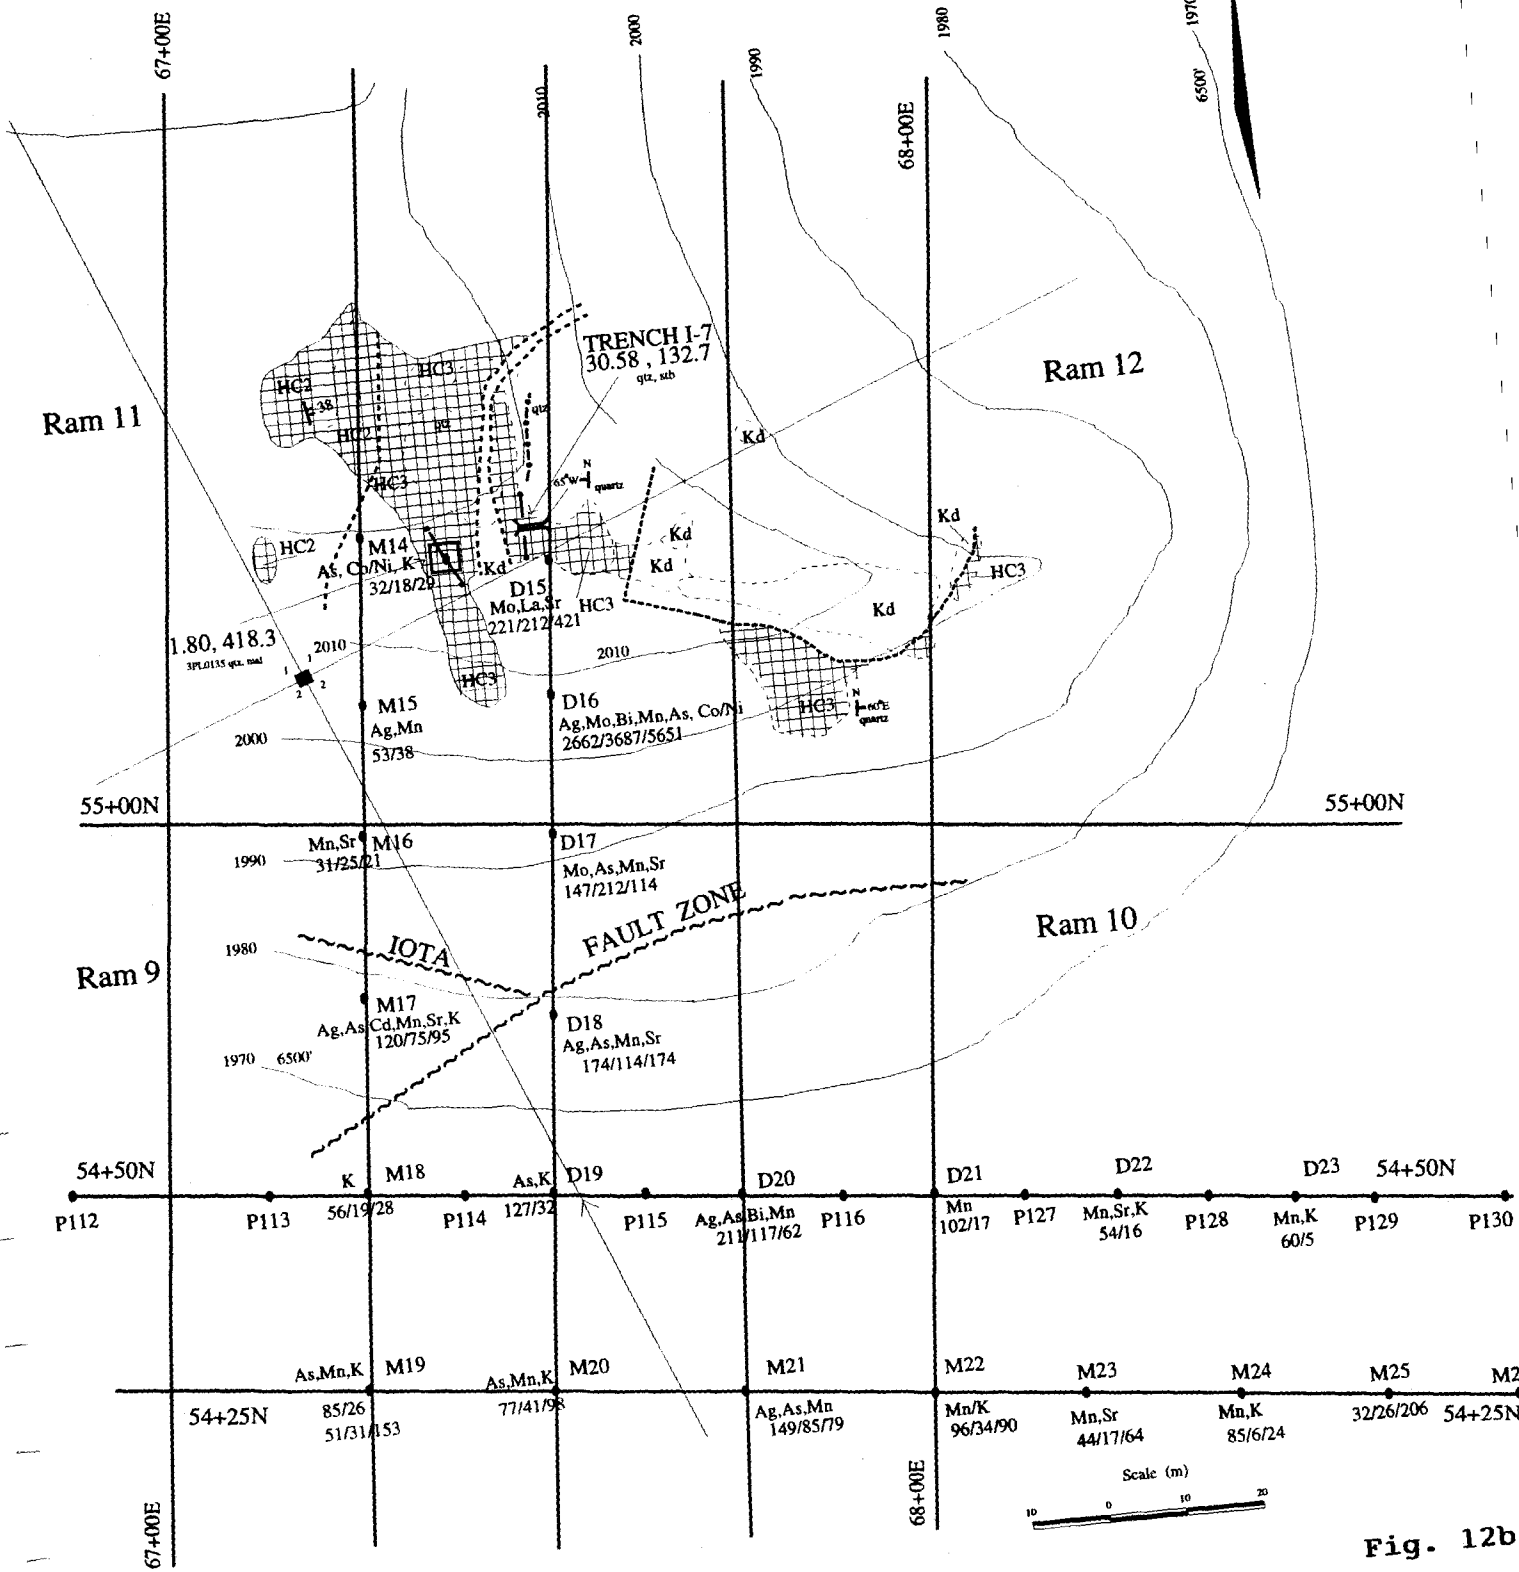 67+00E
2000
1990
1980
1970
6500'
2010
68+00E
TRENCH I-7
30.58 , 132.7
qtz, stb
Ram 12
Ram 11
HC2
38
HC3
HC2
qtz
qtz
HC3
Kd
N
65°W
quartz
Kd
Kd
Kd
HC3
HC2
M14
As, Co/Ni, K
32/18/29
Kd
D15
Mo,La,Sr
221/212/421
HC3
Kd
1.80, 418.3
3PL0135 qtz, mal
2010
1
1
2
2
2010
HC3
M15
Ag,Mn
53/38
D16
Ag,Mo,Bi,Mn,As, Co/Ni
2662/3687/5651
HC3
N
60°E
quartz
2000
55+00N
55+00N
Mn,Sr
M16
31/25/21
1990
D17
Mo,As,Mn,Sr
147/212/114
IOTA
FAULT ZONE
Ram 10
1980
Ram 9
M17
Ag,As,Cd,Mn,Sr,K
120/75/95
D18
Ag,As,Mn,Sr
174/114/174
1970
6500'
54+50N
K
M18
As,K
D19
D20
D21
D22
D23
54+50N
P112
P113
56/19/28
P114
127/32
P115
Ag,As,Bi,Mn
211/117/62
P116
Mn
102/17
P127
Mn,Sr,K
54/16
P128
Mn,K
60/5
P129
P130
As,Mn,K
M19
As,Mn,K
M20
M21
M22
M23
M24
M25
M2
54+25N
85/26
51/31/153
77/41/98
Ag,As,Mn
149/85/79
Mn/K
96/34/90
Mn,Sr
44/17/64
Mn,K
85/6/24
32/26/206
54+25N
67+00E
68+00E
Scale (m)
10
0
10
20
Fig. 12b